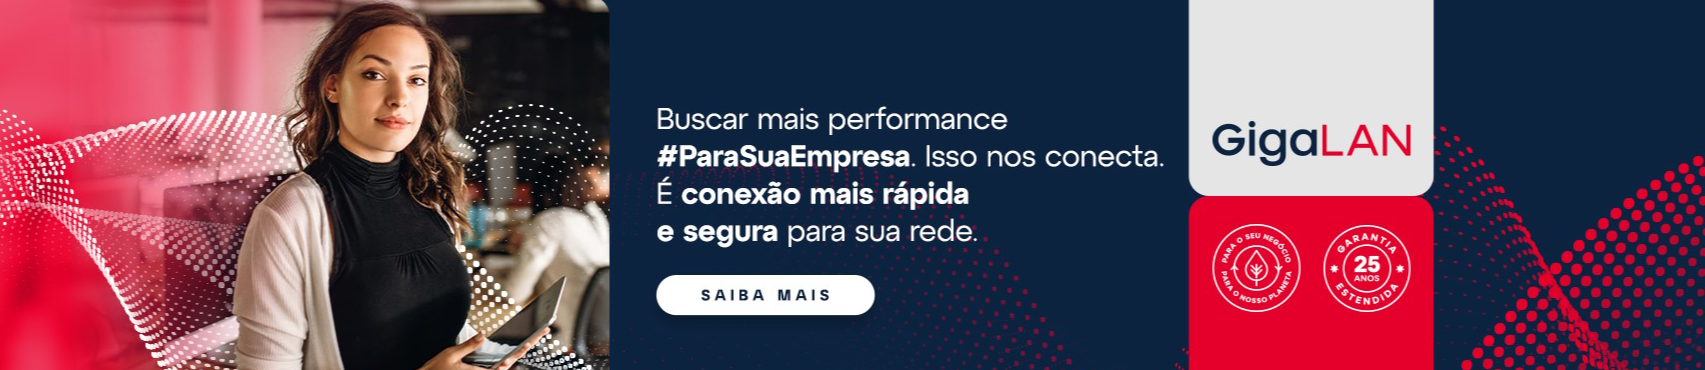 Buscar mais performance
#ParaSuaEmpresa. Isso nos conecta.
É conexão mais rápida
e segura para sua rede.
SAIBA MAIS
GigaLAN
PARA O SEU NEGÓCIO
PARA O NOSSO PLANETA
GARANTIA
25
ANOS
ESTENDIDA